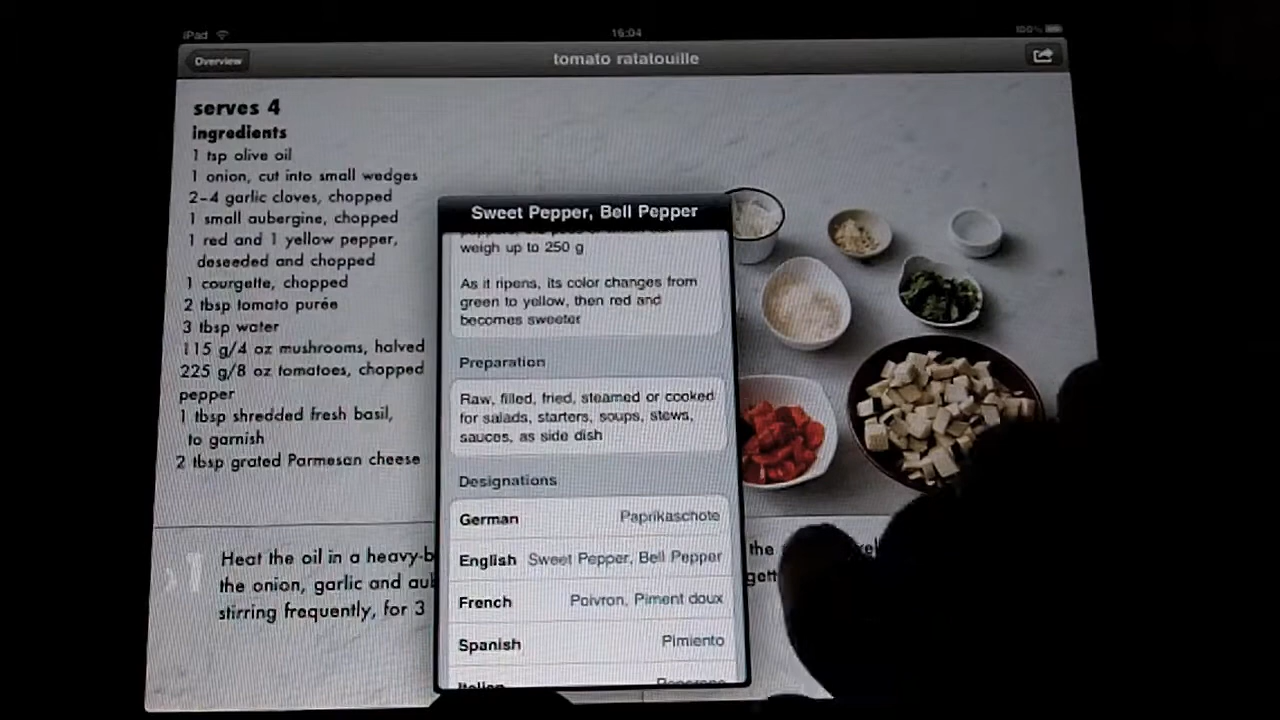 iPad
16:04
100%
Overview
tomato ratatouille
serves 4
ingredients
1 tsp olive oil
1 onion, cut into small wedges
2–4 garlic cloves, chopped
1 small aubergine, chopped
1 red and 1 yellow pepper,
deseeded and chopped
1 courgette, chopped
2 tbsp tomato purée
3 tbsp water
115 g/4 oz mushrooms, halved
225 g/8 oz tomatoes, chopped
pepper
1 tbsp shredded fresh basil,
to garnish
2 tbsp grated Parmesan cheese
Sweet Pepper, Bell Pepper
weigh up to 250 g
As it ripens, its color changes from
green to yellow, then red and
becomes sweeter
Preparation
Raw, filled, fried, steamed or cooked
for salads, starters, soups, stews,
sauces, as side dish
Designations
German Paprikaschote
English Sweet Pepper, Bell Pepper
French Poivron, Piment doux
Spanish Pimiento
Italian
1
Heat the oil in a heavy-b
the onion, garlic and au
stirring frequently, for 3
the